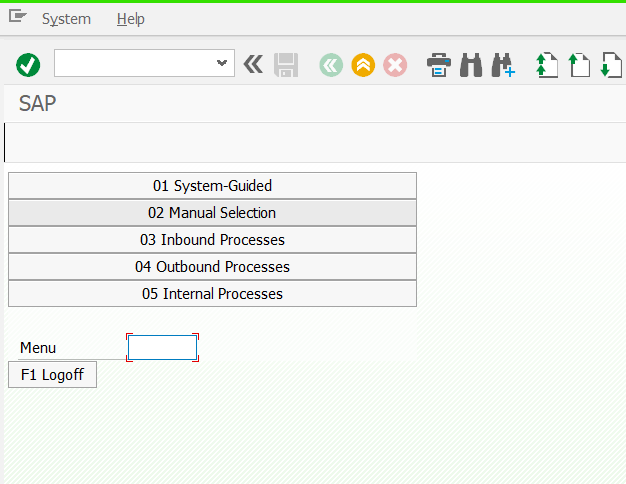 System Help
SAP
01 System-Guided
02 Manual Selection
03 Inbound Processes
04 Outbound Processes
05 Internal Processes
Menu
F1 Logoff